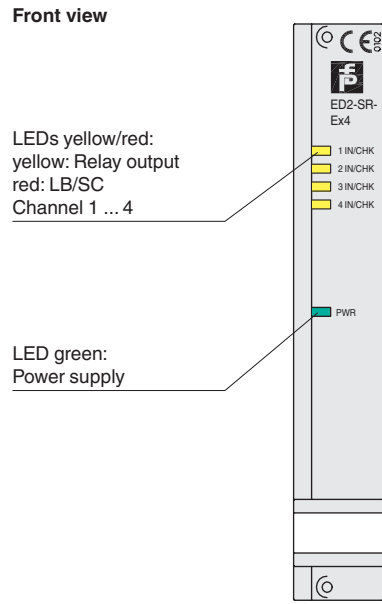 Front view
CE 0102
ED2-SR-
Ex4
LEDs yellow/red:
yellow: Relay output
red: LB/SC
Channel 1 ... 4
1 IN/CHK
2 IN/CHK
3 IN/CHK
4 IN/CHK
PWR
LED green:
Power supply